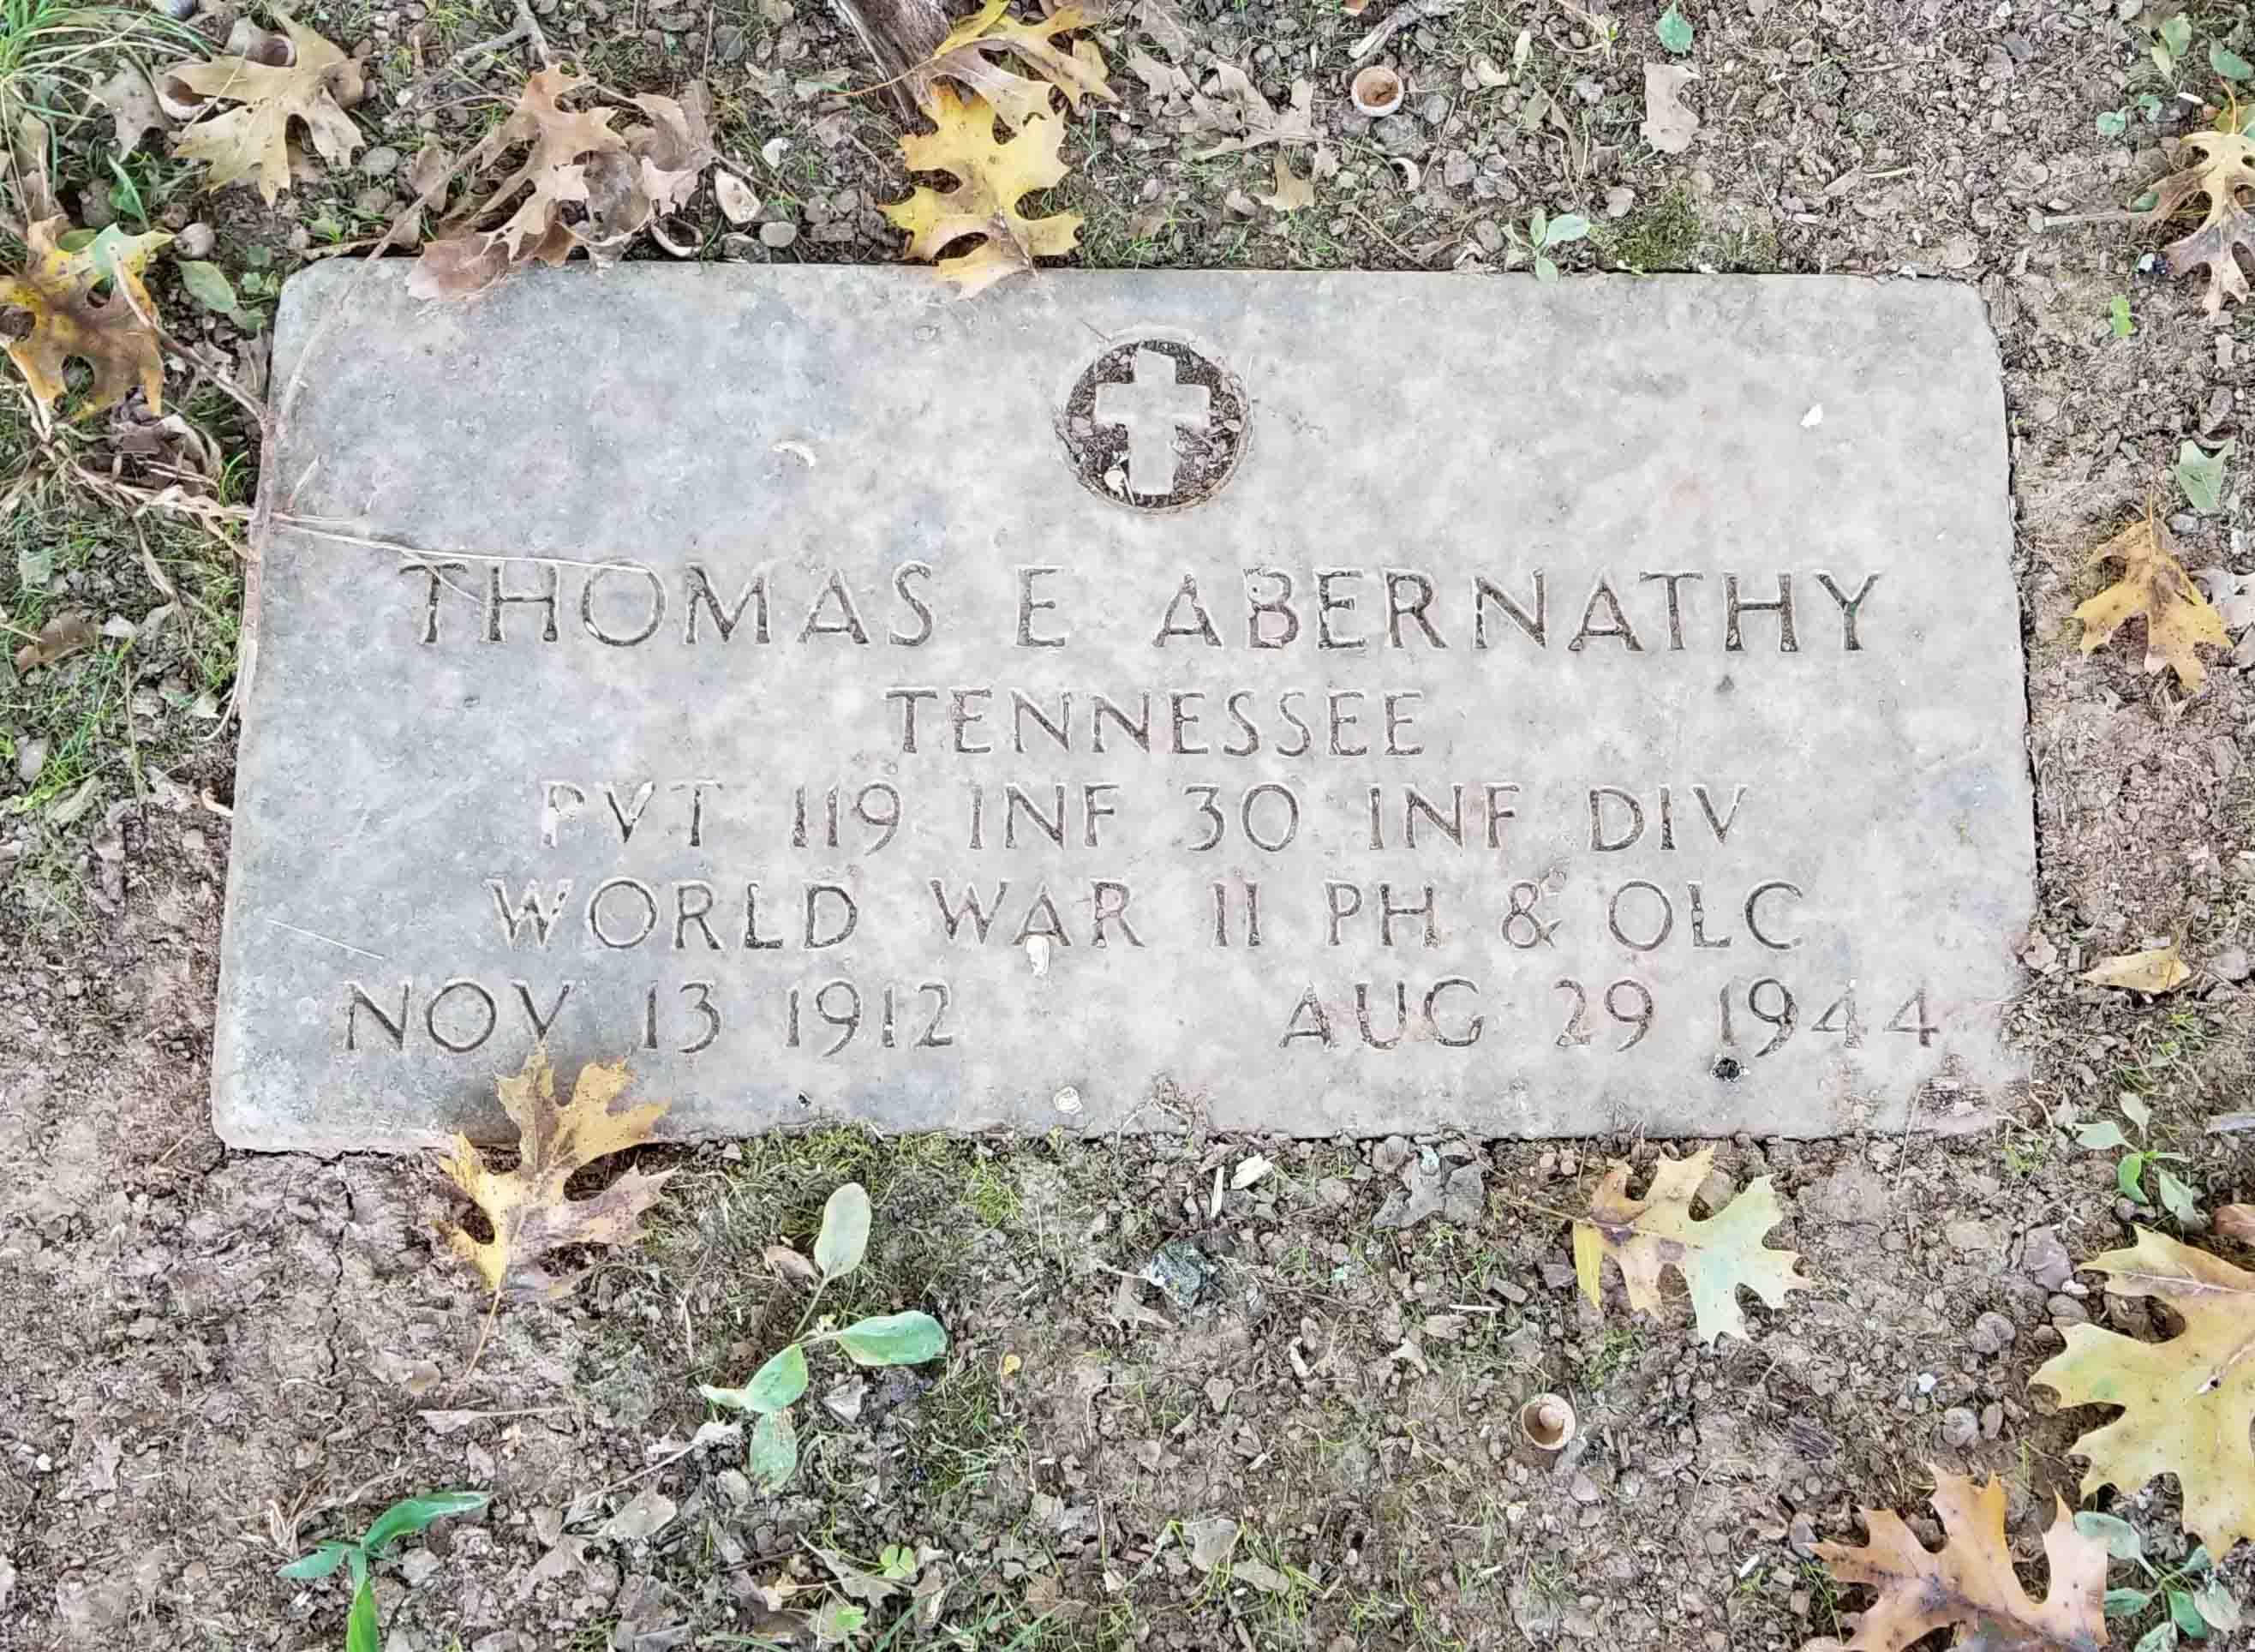 THOMAS E ABERNATHY
TENNESSEE
PVT 119 INF 30 INF DIV
WORLD WAR II PH & OLC
NOV 13 1912 AUG 29 1944